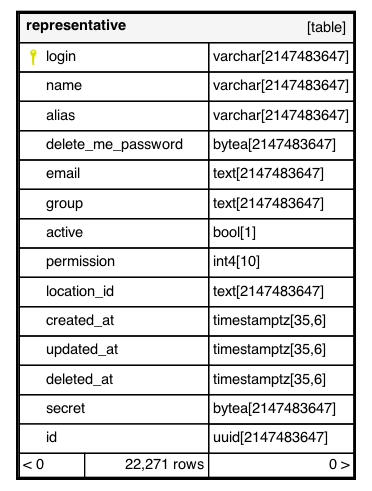 representative [table]
login varchar[2147483647]
name varchar[2147483647]
alias varchar[2147483647]
delete_me_password bytea[2147483647]
email text[2147483647]
group text[2147483647]
active bool[1]
permission int4[10]
location_id text[2147483647]
created_at timestamptz[35,6]
updated_at timestamptz[35,6]
deleted_at timestamptz[35,6]
secret bytea[2147483647]
id uuid[2147483647]
< 0 22,271 rows 0 >